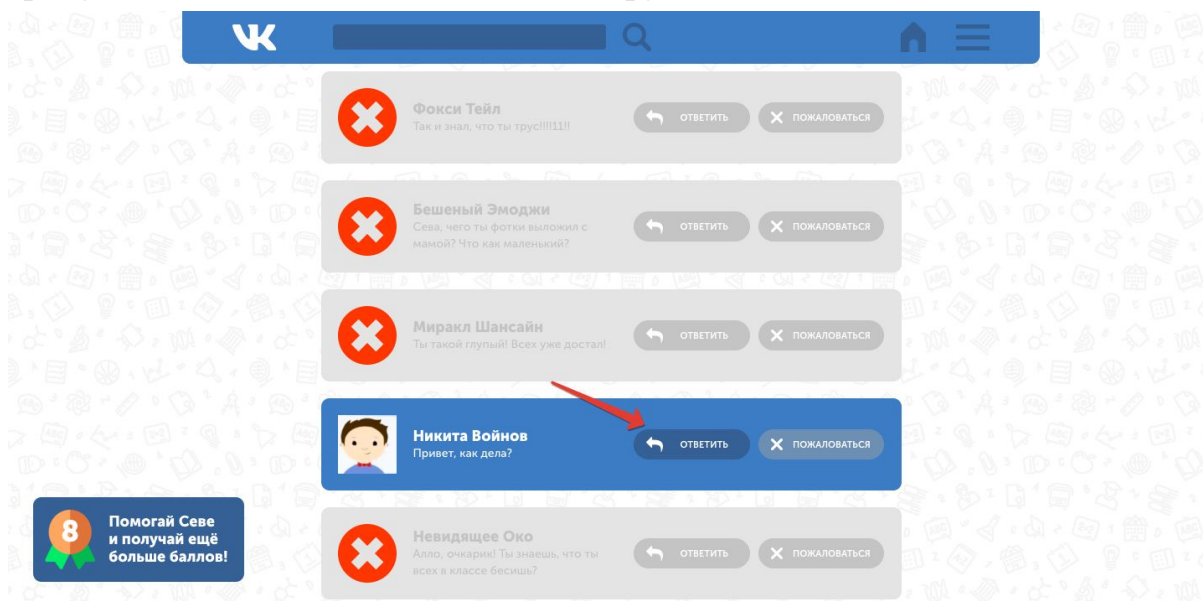 VK
Фокси Тейл
Так и знал, что ты трус!!!!11!!
ОТВЕТИТЬ
ПОЖАЛОВАТЬСЯ
Бешеный Эмоджи
Сева, чего ты фотки выложил с
мамой? Что как маленький?
ОТВЕТИТЬ
ПОЖАЛОВАТЬСЯ
Миракл Шансайн
Ты такой глупый! Всех уже достал!
ОТВЕТИТЬ
ПОЖАЛОВАТЬСЯ
Никита Войнов
Привет, как дела?
ОТВЕТИТЬ
ПОЖАЛОВАТЬСЯ
8
Помогай Севе
и получай ещё
больше баллов!
Невидящее Око
Алло, очкарик! Ты знаешь, что ты
всех в классе бесишь?
ОТВЕТИТЬ
ПОЖАЛОВАТЬСЯ